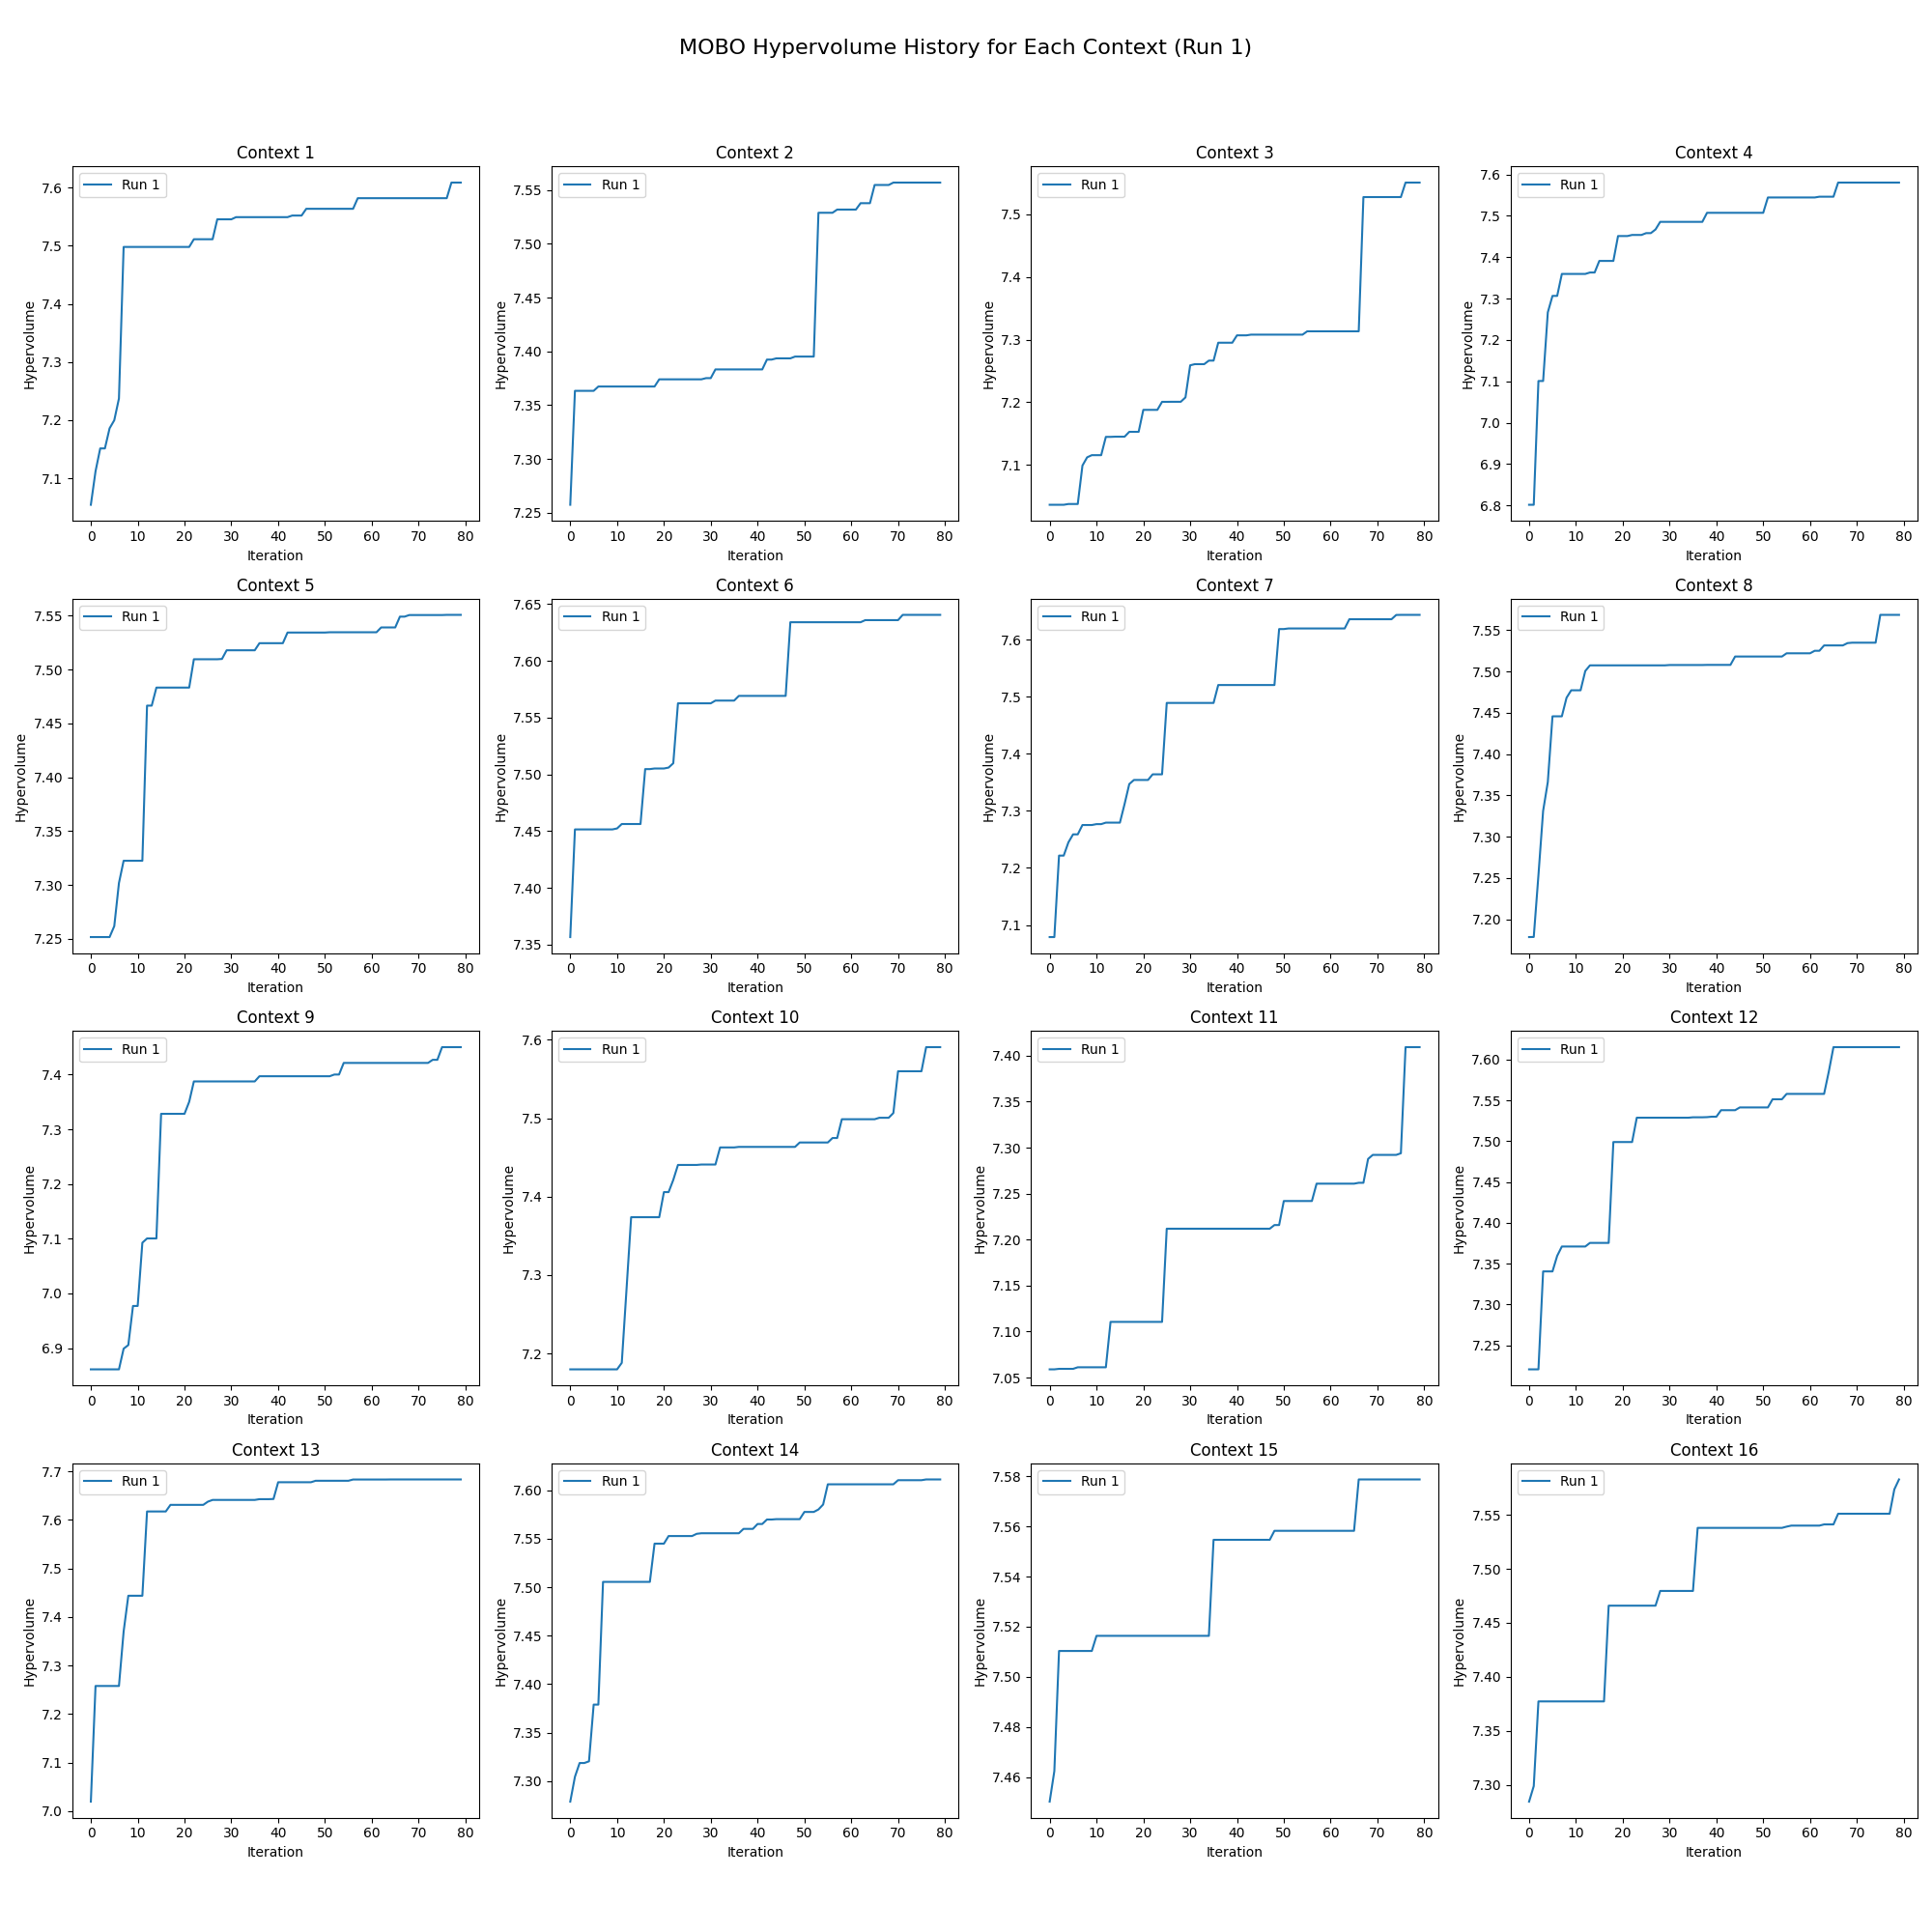 MOBO Hypervolume History for Each Context (Run 1)
Context 1
Run 1
Hypervolume
7.6
7.5
7.4
7.3
7.2
7.1
0 10 20 30 40 50 60 70 80
Iteration
Context 2
Run 1
Hypervolume
7.55
7.50
7.45
7.40
7.35
7.30
7.25
0 10 20 30 40 50 60 70 80
Iteration
Context 3
Run 1
Hypervolume
7.5
7.4
7.3
7.2
7.1
0 10 20 30 40 50 60 70 80
Iteration
Context 4
Run 1
Hypervolume
7.6
7.5
7.4
7.3
7.2
7.1
7.0
6.9
6.8
0 10 20 30 40 50 60 70 80
Iteration
Context 5
Run 1
Hypervolume
7.55
7.50
7.45
7.40
7.35
7.30
7.25
0 10 20 30 40 50 60 70 80
Iteration
Context 6
Run 1
Hypervolume
7.65
7.60
7.55
7.50
7.45
7.40
7.35
0 10 20 30 40 50 60 70 80
Iteration
Context 7
Run 1
Hypervolume
7.6
7.5
7.4
7.3
7.2
7.1
0 10 20 30 40 50 60 70 80
Iteration
Context 8
Run 1
Hypervolume
7.55
7.50
7.45
7.40
7.35
7.30
7.25
7.20
0 10 20 30 40 50 60 70 80
Iteration
Context 9
Run 1
Hypervolume
7.4
7.3
7.2
7.1
7.0
6.9
0 10 20 30 40 50 60 70 80
Iteration
Context 10
Run 1
Hypervolume
7.6
7.5
7.4
7.3
7.2
0 10 20 30 40 50 60 70 80
Iteration
Context 11
Run 1
Hypervolume
7.40
7.35
7.30
7.25
7.20
7.15
7.10
7.05
0 10 20 30 40 50 60 70 80
Iteration
Context 12
Run 1
Hypervolume
7.60
7.55
7.50
7.45
7.40
7.35
7.30
7.25
0 10 20 30 40 50 60 70 80
Iteration
Context 13
Run 1
Hypervolume
7.7
7.6
7.5
7.4
7.3
7.2
7.1
7.0
0 10 20 30 40 50 60 70 80
Iteration
Context 14
Run 1
Hypervolume
7.60
7.55
7.50
7.45
7.40
7.35
7.30
0 10 20 30 40 50 60 70 80
Iteration
Context 15
Run 1
Hypervolume
7.58
7.56
7.54
7.52
7.50
7.48
7.46
0 10 20 30 40 50 60 70 80
Iteration
Context 16
Run 1
Hypervolume
7.55
7.50
7.45
7.40
7.35
7.30
0 10 20 30 40 50 60 70 80
Iteration